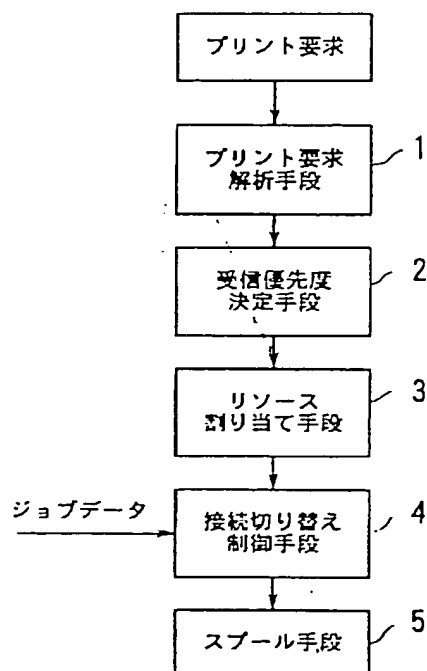 プリント要求
プリント要求
解析手段
1
受信優先度
決定手段
2
リソース
割り当て手段
3
ジョブデータ
接続切り替え
制御手段
4
スプール手段
5